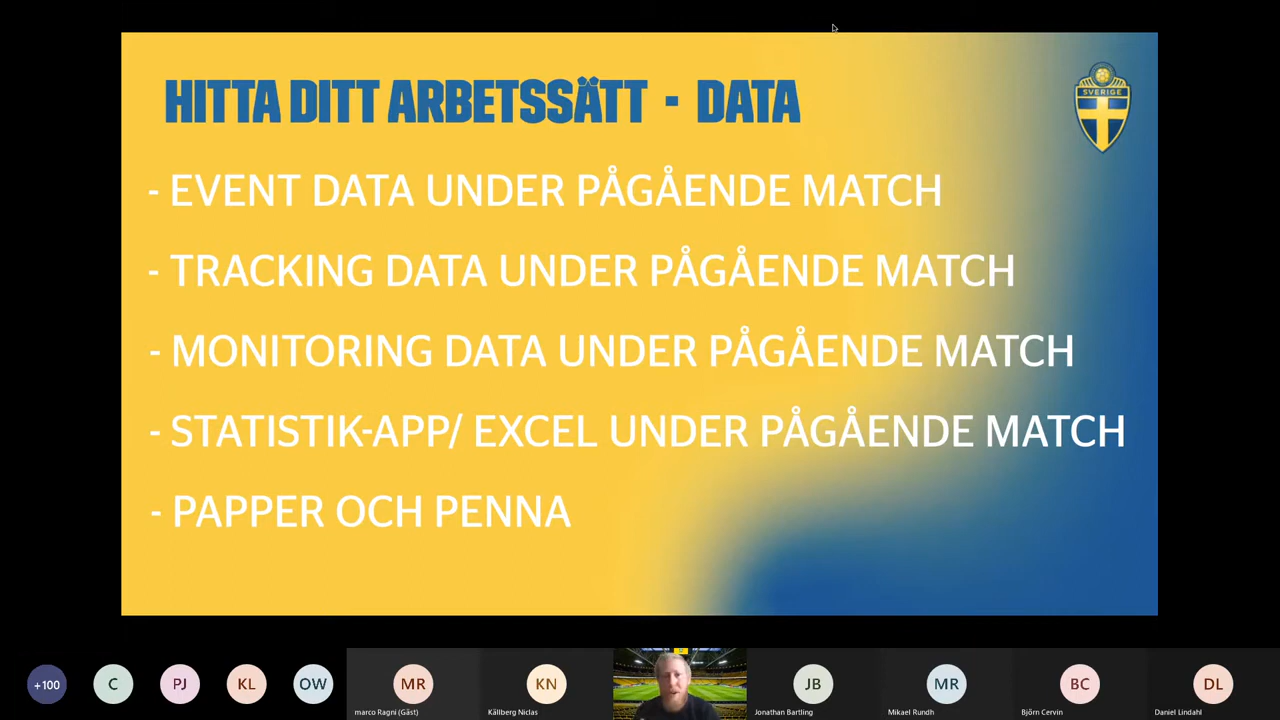 HITTA DITT ARBETSSÄTT - DATA
SVERIGE
- EVENT DATA UNDER PÅGÅENDE MATCH
- TRACKING DATA UNDER PÅGÅENDE MATCH
- MONITORING DATA UNDER PÅGÅENDE MATCH
- STATISTIK-APP/ EXCEL UNDER PÅGÅENDE MATCH
- PAPPER OCH PENNA
+100 C PJ KL OW MR KN JB MR BC DL
marco Ragni (Gäst) Källberg Niclas Jonathan Bartling Mikael Rundh Björn Cervin Daniel Lindahl